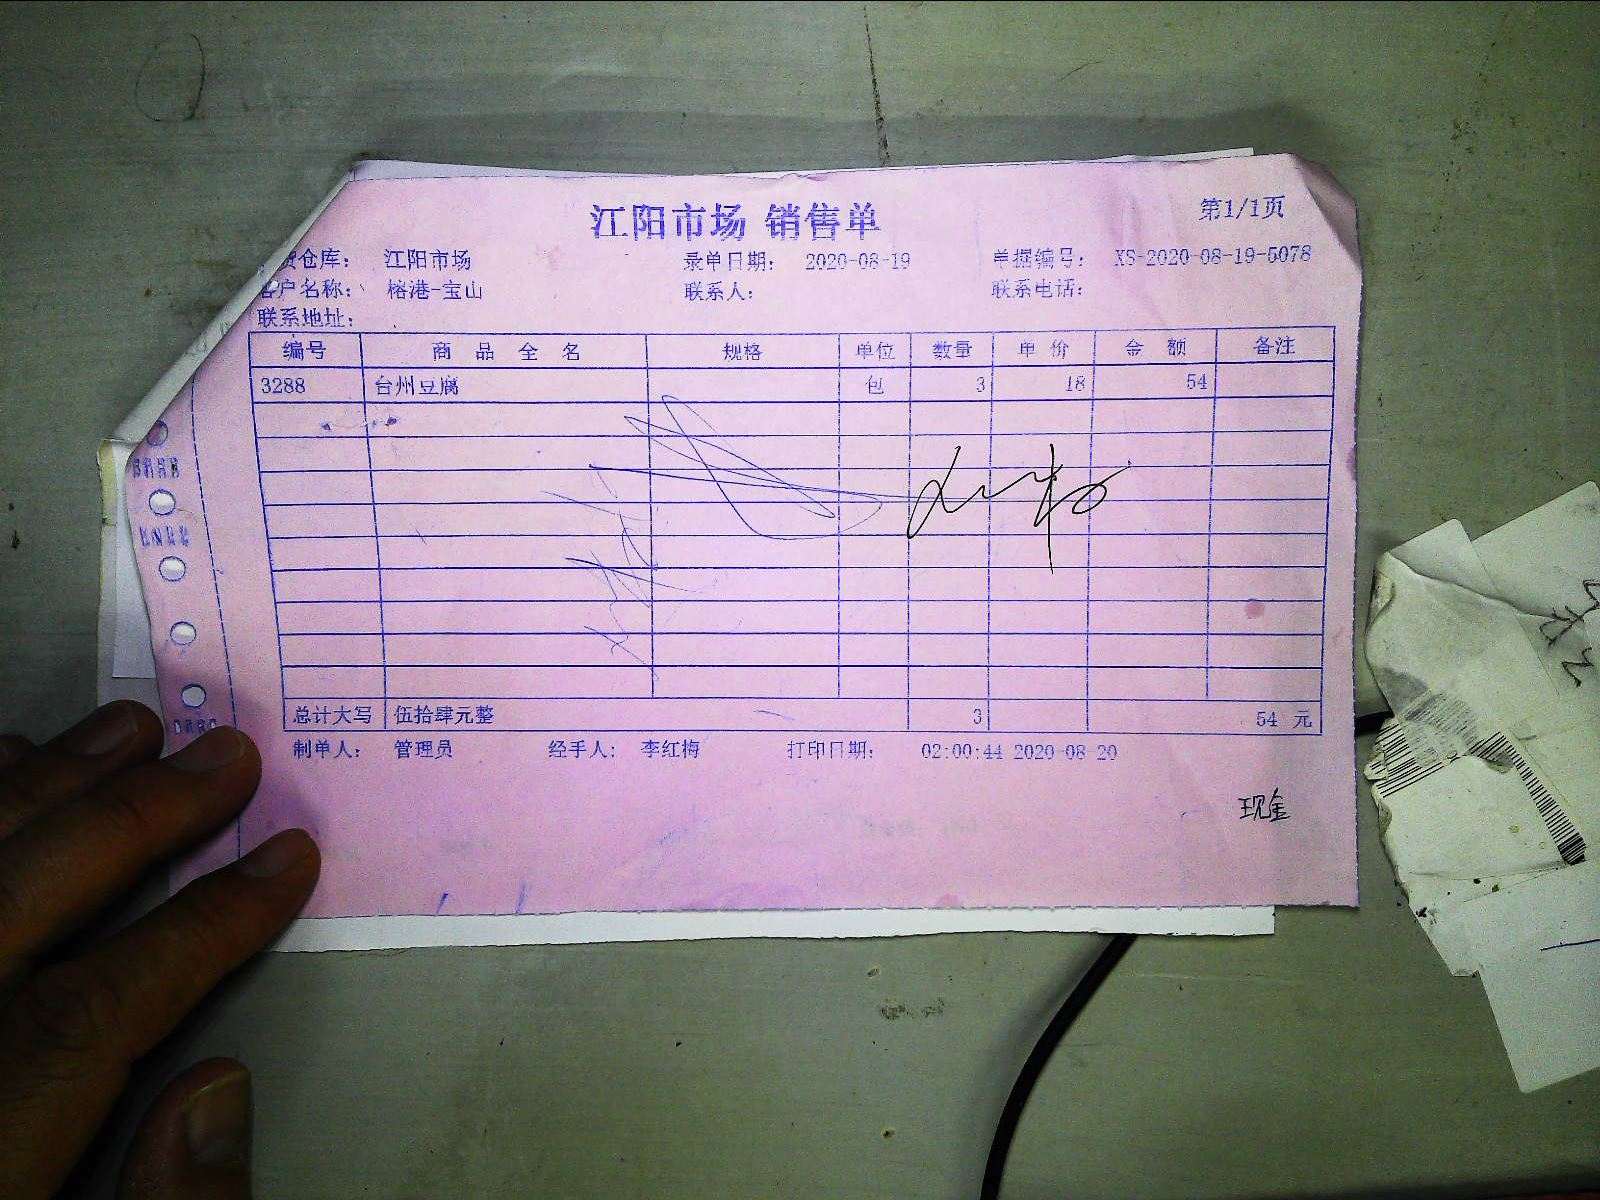 江阳市场 销售单
第1/1页
货仓库： 江阳市场 录单日期： 2020-08-19 单据编号： XS-2020-08-19-5078
客户名称： 榕港-宝山 联系人： 联系电话：
联系地址：
编号 商品全名 规格 单位 数量 单价 金额 备注
3288 台州豆腐 包 3 18 54
总计大写 伍拾肆元整 3 54 元
制单人： 管理员 经手人： 李红梅 打印日期： 02:00:44 2020-08-20
现金